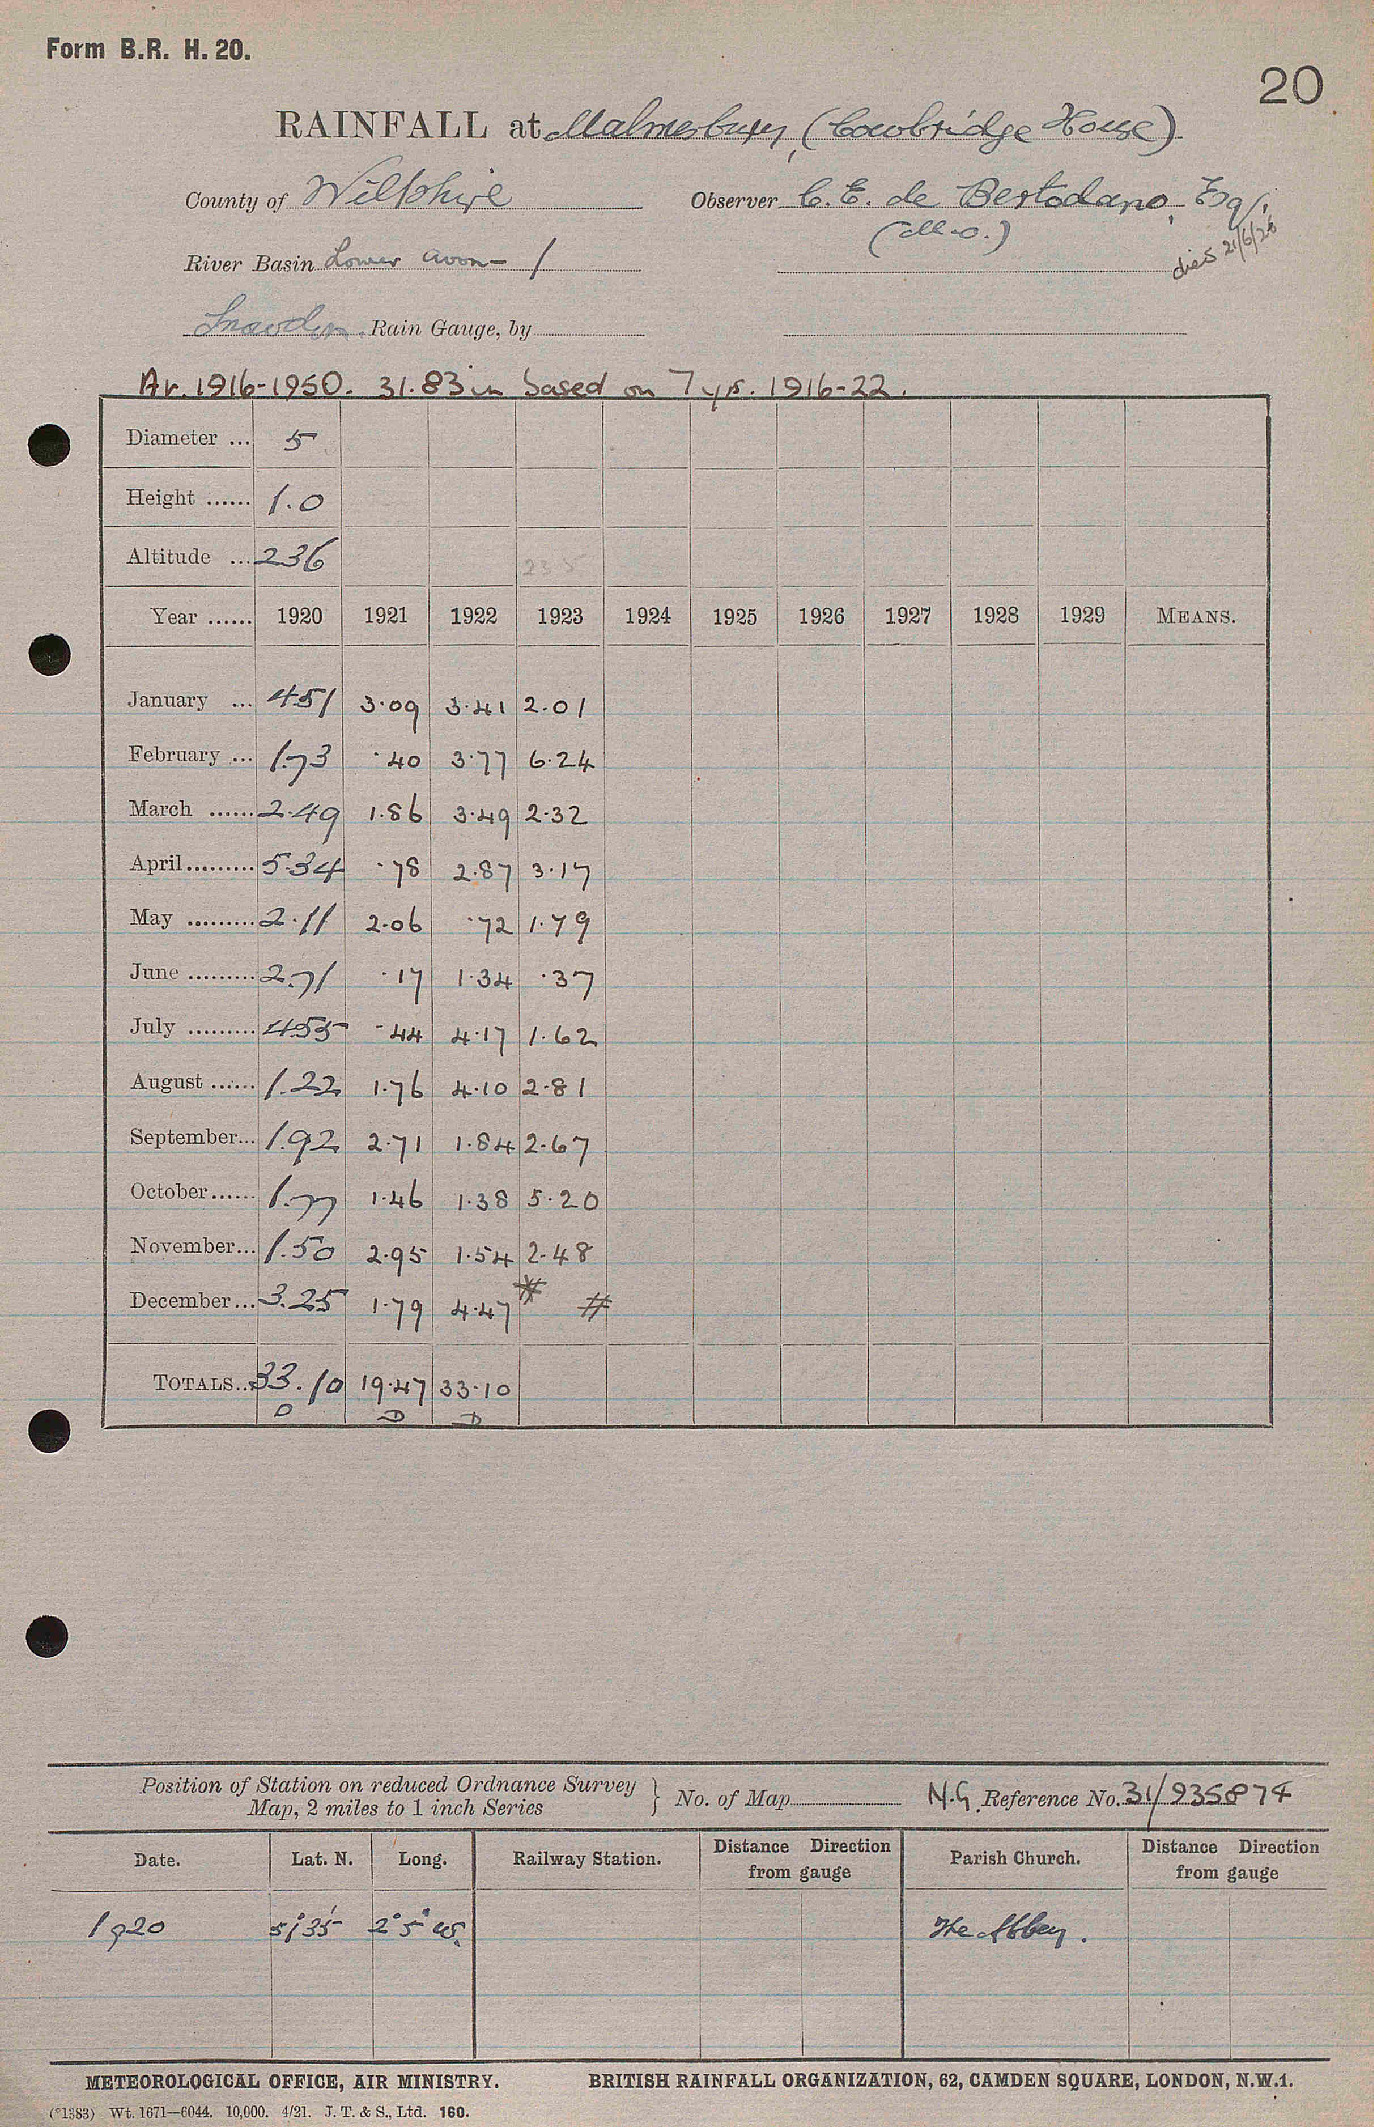 Form B.R. H. 20.
20
RAINFALL at Malmesbury, (Cowbridge House)
County of Wiltshire Observer C. E. de Bertodano, Esq.
(M.O.) died 21/6/26
River Basin Lower Avon - 1
Snowdon Rain Gauge, by
Av. 1916-1950. 31.83 in based on 7 yrs. 1916-22.
Diameter ... 5
Height ...... 1.0
Altitude ... 236 235
Year ...... 1920 1921 1922 1923 1924 1925 1926 1927 1928 1929 MEANS.
January ... 4.51 3.09 3.41 2.01
February ... 1.73 .40 3.77 6.24
March ...... 2.49 1.86 3.49 2.32
April ......... 5.34 .78 2.87 3.17
May ......... 2.11 2.06 .72 1.79
June ......... 2.71 .17 1.34 .37
July ......... 4.55 .44 4.17 1.62
August ...... 1.22 1.76 4.10 2.81
September... 1.92 2.71 1.84 2.67
October...... 1.77 1.46 1.38 5.20
November... 1.50 2.95 1.54 2.48
December... 3.25 1.79 4.47 # #
TOTALS.. 33.10 19.47 33.10
D D D
Position of Station on reduced Ordnance Survey Map, 2 miles to 1 inch Series } No. of Map N.G. Reference No. 31/935874
Date. Lat. N. Long. Railway Station. Distance Direction from gauge Parish Church. Distance Direction from gauge
1920 51°35' 2°5' W. The Abbey.
METEOROLOGICAL OFFICE, AIR MINISTRY. BRITISH RAINFALL ORGANIZATION, 62, CAMDEN SQUARE, LONDON, N.W.1.
(*1383) Wt. 1671—6044. 10,000. 4/21. J. T. & S., Ltd. 160.